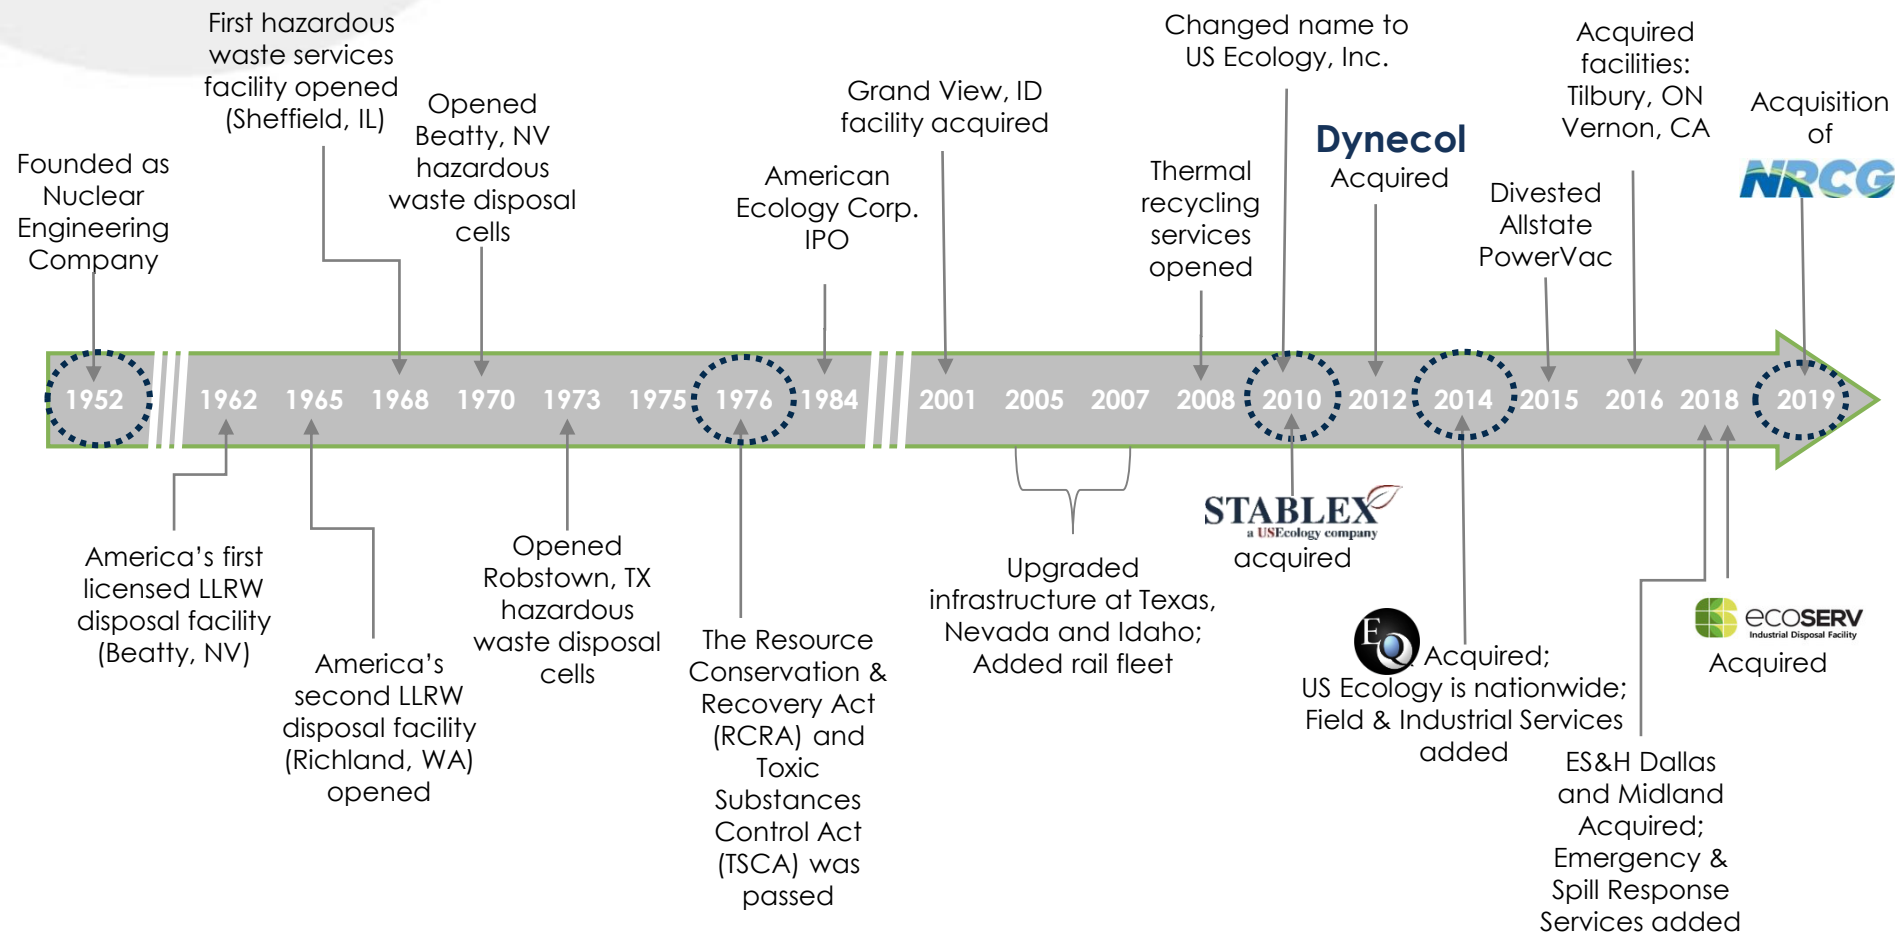 First hazardous
waste services
facility opened
(Sheffield, IL)
Changed name to
US Ecology, Inc.
Acquired
facilities:
Tilbury, ON
Vernon, CA
Opened
Beatty, NV
hazardous
waste disposal
cells
Grand View, ID
facility acquired
Acquisition
of
NRCG
Founded as
Nuclear
Engineering
Company
American
Ecology Corp.
IPO
Thermal
recycling
services
opened
Dynecol
Acquired
Divested
Allstate
PowerVac
1952 1962 1965 1968 1970 1973 1975 1976 1984 2001 2005 2007 2008 2010 2012 2014 2015 2016 2018 2019
America’s first
licensed LLRW
disposal facility
(Beatty, NV)
America’s
second LLRW
disposal facility
(Richland, WA)
opened
Opened
Robstown, TX
hazardous
waste disposal
cells
The Resource
Conservation &
Recovery Act
(RCRA) and
Toxic
Substances
Control Act
(TSCA) was
passed
Upgraded
infrastructure at Texas,
Nevada and Idaho;
Added rail fleet
STABLEX
a USEcology company
acquired
EQ Acquired;
US Ecology is nationwide;
Field & Industrial Services
added
ES&H Dallas
and Midland
Acquired;
Emergency &
Spill Response
Services added
ecoSERV
Industrial Disposal Facility
Acquired